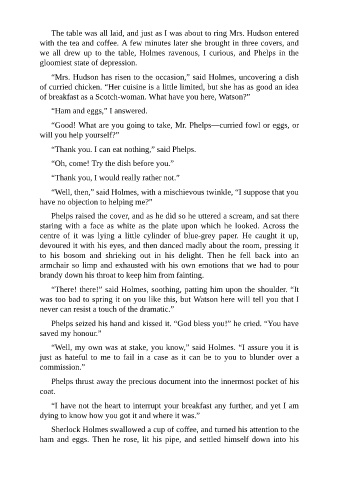 The table was all laid, and just as I was about to ring Mrs. Hudson entered
with the tea and coffee. A few minutes later she brought in three covers, and
we all drew up to the table, Holmes ravenous, I curious, and Phelps in the
gloomiest state of depression.
“Mrs. Hudson has risen to the occasion,” said Holmes, uncovering a dish
of curried chicken. “Her cuisine is a little limited, but she has as good an idea
of breakfast as a Scotch-woman. What have you here, Watson?”
“Ham and eggs,” I answered.
“Good! What are you going to take, Mr. Phelps—curried fowl or eggs, or
will you help yourself?”
“Thank you. I can eat nothing,” said Phelps.
“Oh, come! Try the dish before you.”
“Thank you, I would really rather not.”
“Well, then,” said Holmes, with a mischievous twinkle, “I suppose that you
have no objection to helping me?”
Phelps raised the cover, and as he did so he uttered a scream, and sat there
staring with a face as white as the plate upon which he looked. Across the
centre of it was lying a little cylinder of blue-grey paper. He caught it up,
devoured it with his eyes, and then danced madly about the room, pressing it
to his bosom and shrieking out in his delight. Then he fell back into an
armchair so limp and exhausted with his own emotions that we had to pour
brandy down his throat to keep him from fainting.
“There! there!” said Holmes, soothing, patting him upon the shoulder. “It
was too bad to spring it on you like this, but Watson here will tell you that I
never can resist a touch of the dramatic.”
Phelps seized his hand and kissed it. “God bless you!” he cried. “You have
saved my honour.”
“Well, my own was at stake, you know,” said Holmes. “I assure you it is
just as hateful to me to fail in a case as it can be to you to blunder over a
commission.”
Phelps thrust away the precious document into the innermost pocket of his
coat.
“I have not the heart to interrupt your breakfast any further, and yet I am
dying to know how you got it and where it was.”
Sherlock Holmes swallowed a cup of coffee, and turned his attention to the
ham and eggs. Then he rose, lit his pipe, and settled himself down into his